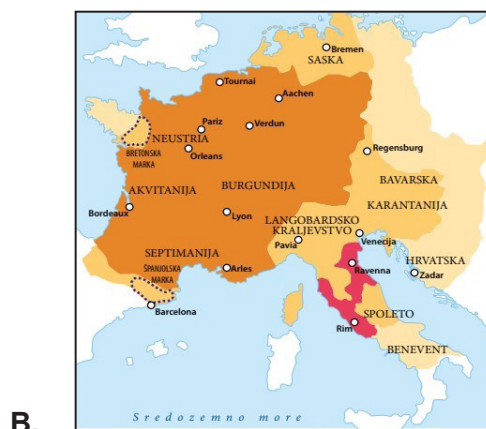 Bremen
SASKA
Tournai
Aachen
Pariz
Verdun
NEUSTRIA
BRETONSKA
MARKA
Orleans
Regensburg
BAVARSKA
AKVITANIJA
BURGUNDIJA
KARANTANIJA
Bordeaux
Lyon
LANGOBARDSKO
KRALJEVSTVO
Pavia
Venecija
SEPTIMANIJA
HRVATSKA
ŠPANJOLSKA
MARKA
Arles
Ravenna
Zadar
Barcelona
Rim
SPOLETO
BENEVENT
Sredozemno more
B.